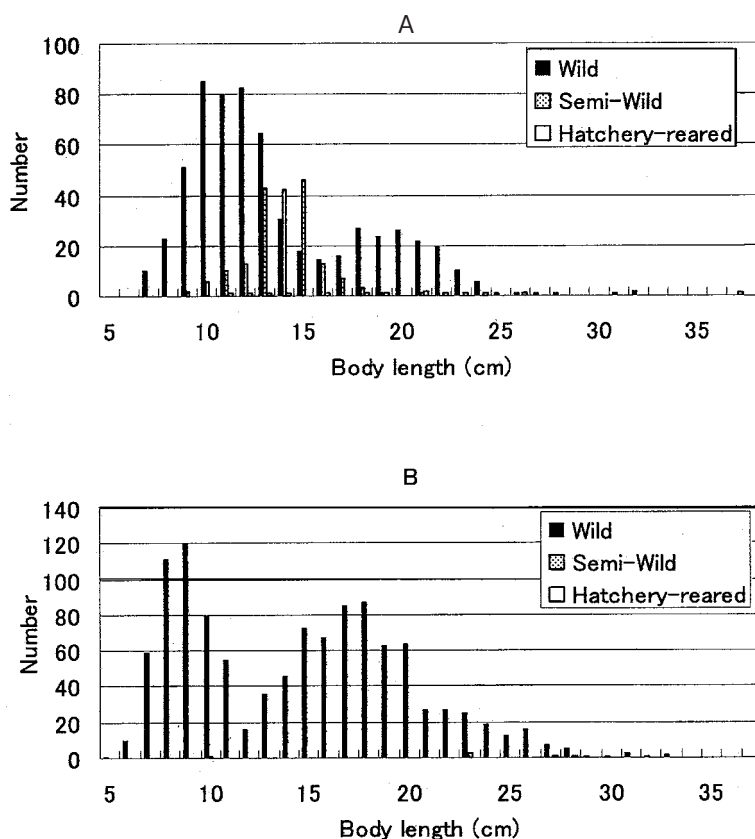 A
100
80
60
40
20
0
Number
Wild
Semi-Wild
Hatchery-reared
5 10 15 20 25 30 35
Body length (cm)
B
140
120
100
80
60
40
20
0
Number
Wild
Semi-Wild
Hatchery-reared
5 10 15 20 25 30 35
Body length (cm)